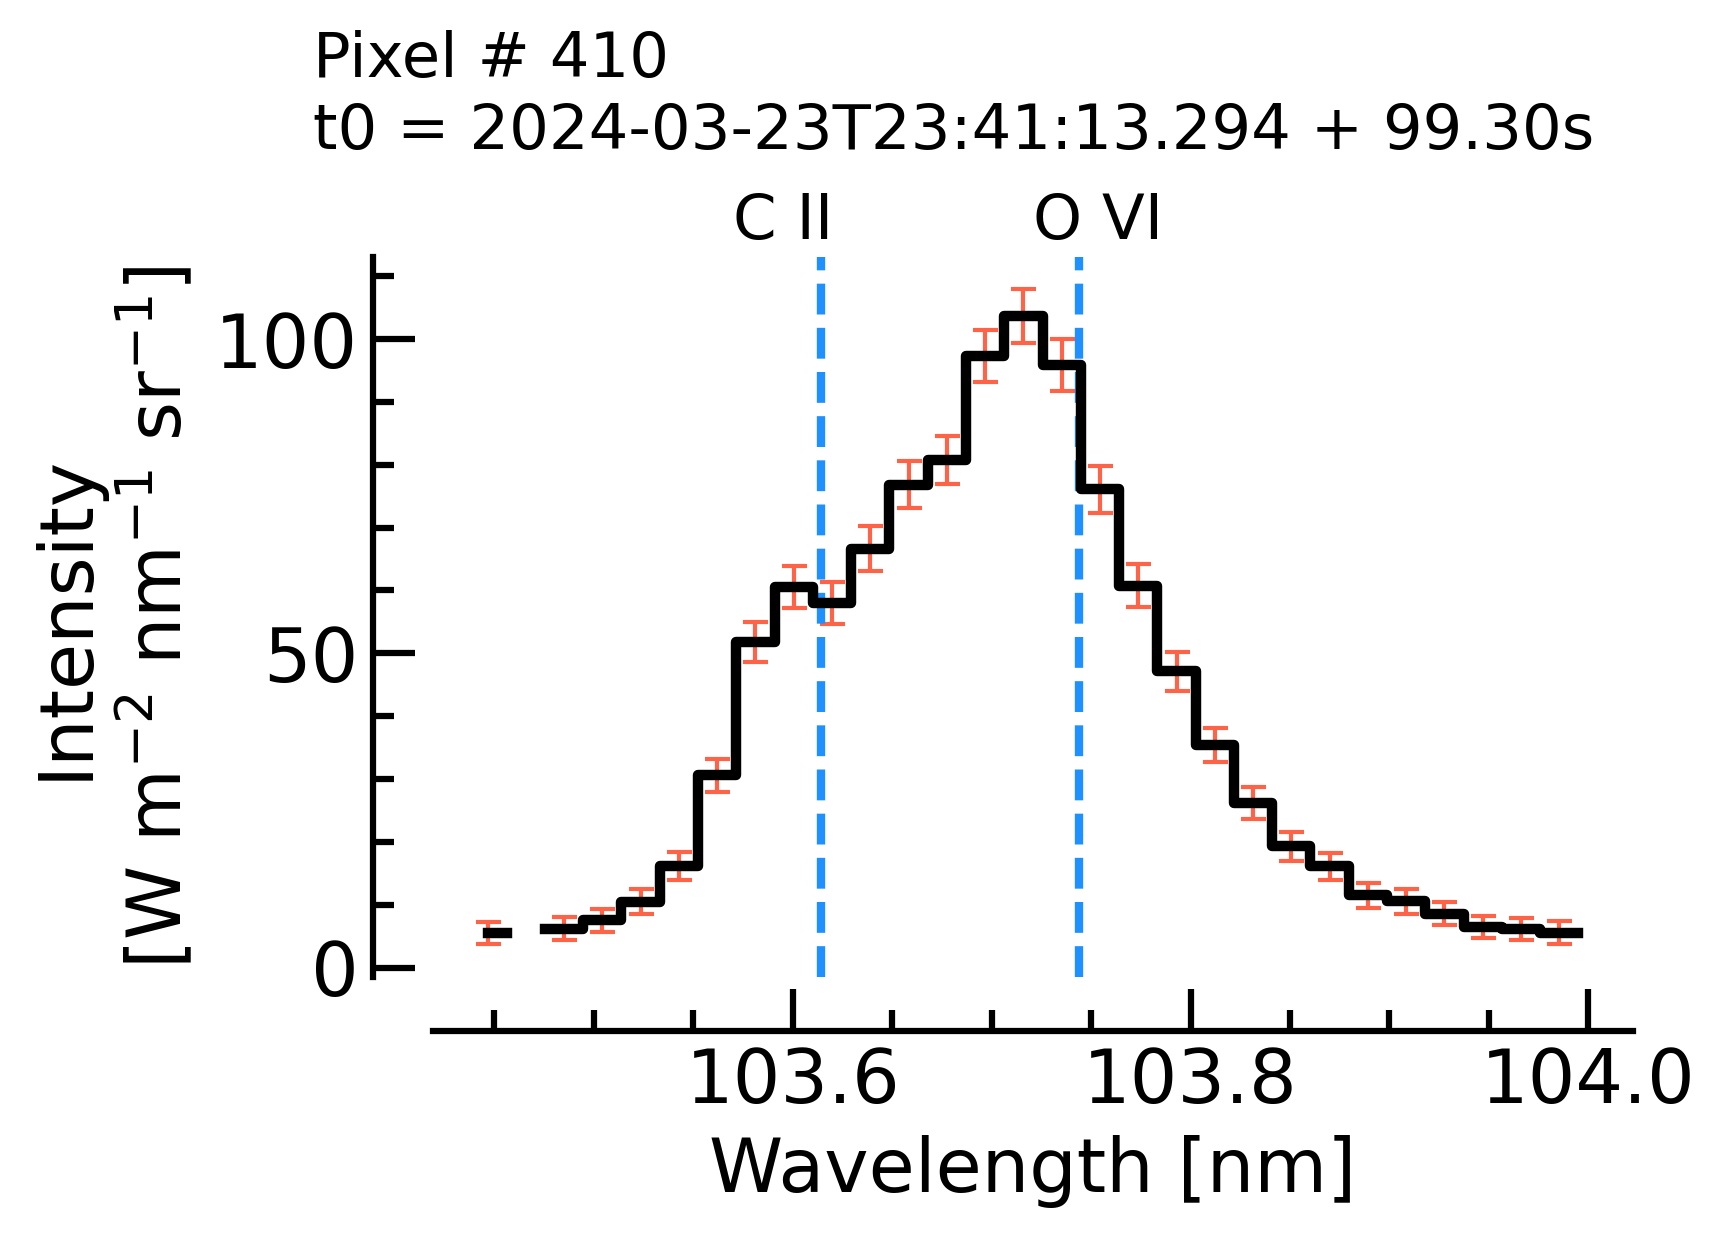 Pixel # 410
t0 = 2024-03-23T23:41:13.294 + 99.30s
C II O VI
Intensity
[W m⁻² nm⁻¹ sr⁻¹]
100
50
0
103.6 103.8 104.0
Wavelength [nm]